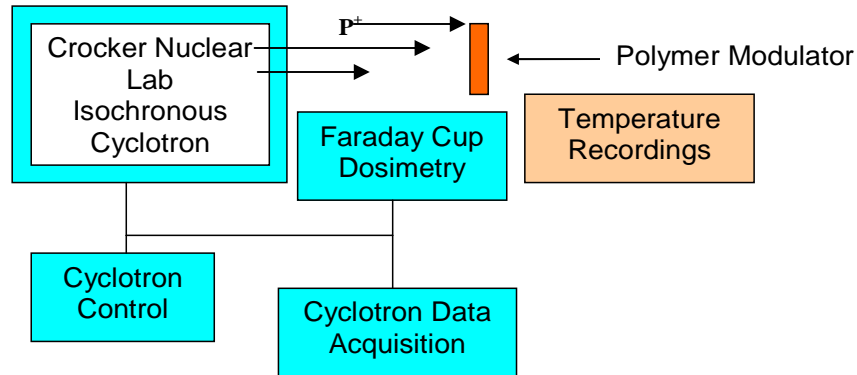 P+
Crocker Nuclear
Lab
Isochronous
Cyclotron
Polymer Modulator
Faraday Cup
Dosimetry
Temperature
Recordings
Cyclotron
Control
Cyclotron Data
Acquisition